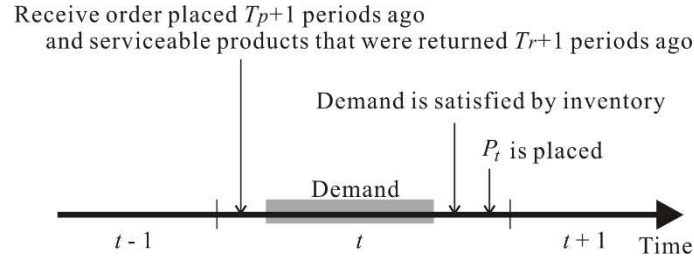 Receive order placed Tp+1 periods ago
and serviceable products that were returned Tr+1 periods ago
Demand is satisfied by inventory
Pt is placed
Demand
t - 1
t
t + 1
Time